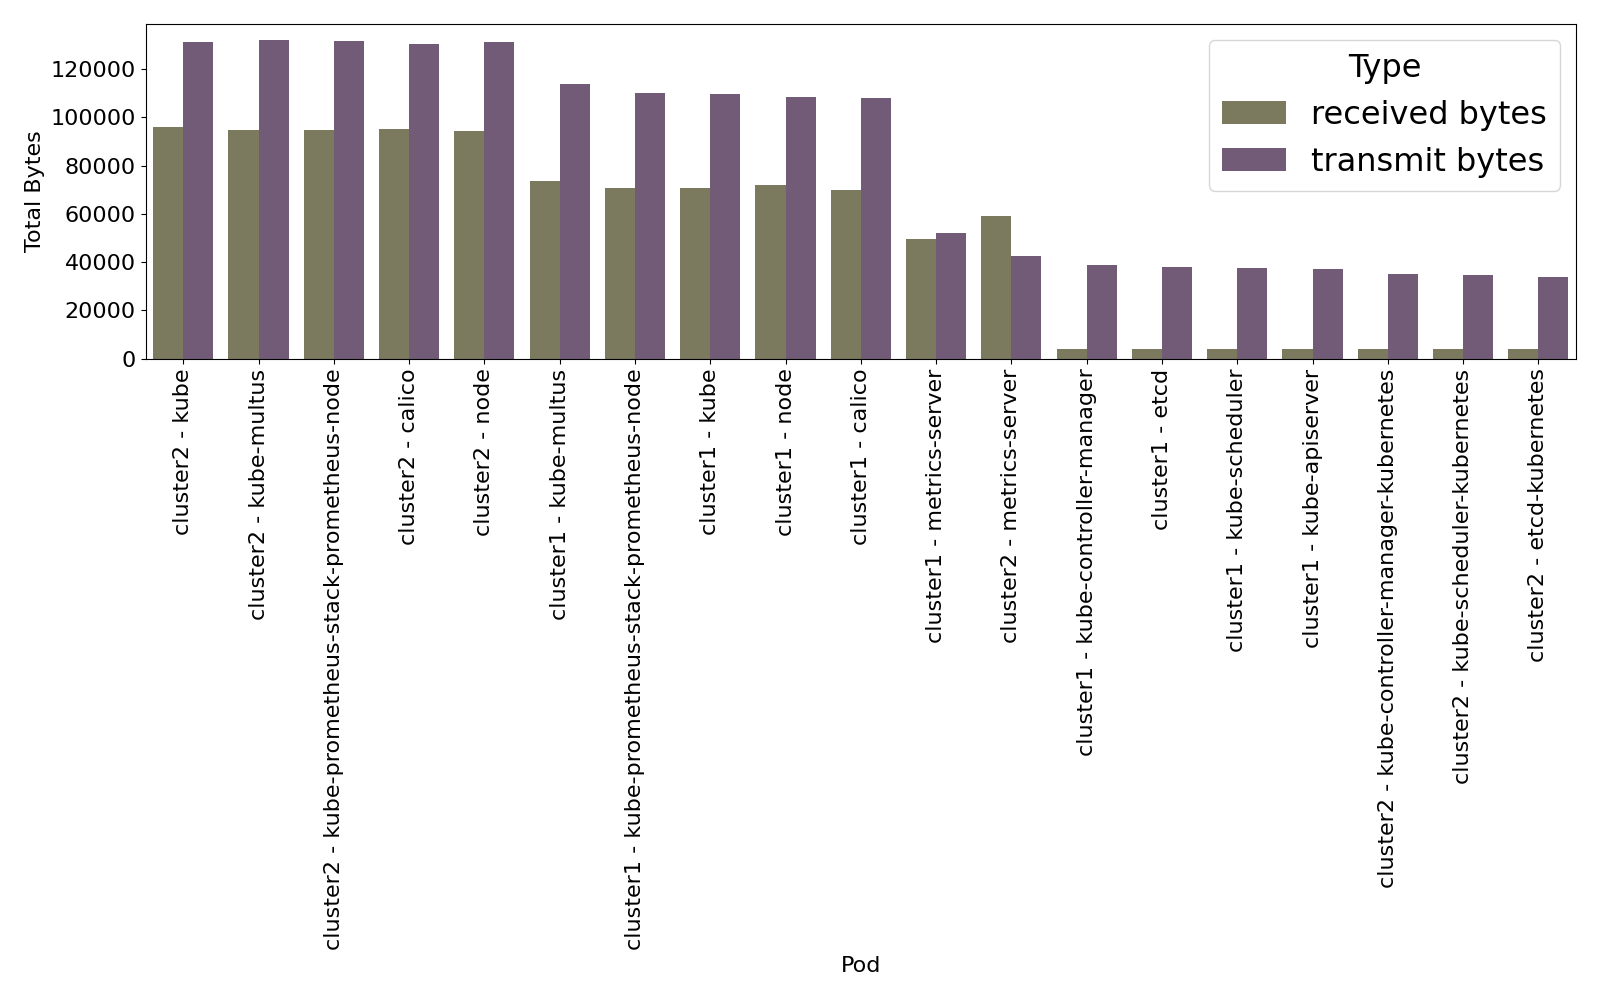 Total Bytes
120000
100000
80000
60000
40000
20000
0
Type
received bytes
transmit bytes
cluster2 - kube
cluster2 - kube-multus
cluster2 - kube-prometheus-stack-prometheus-node
cluster2 - calico
cluster2 - node
cluster1 - kube-multus
cluster1 - kube-prometheus-stack-prometheus-node
cluster1 - kube
cluster1 - node
cluster1 - calico
cluster1 - metrics-server
cluster2 - metrics-server
cluster1 - kube-controller-manager
cluster1 - etcd
cluster1 - kube-scheduler
cluster1 - kube-apiserver
cluster2 - kube-controller-manager-kubernetes
cluster2 - kube-scheduler-kubernetes
cluster2 - etcd-kubernetes
Pod